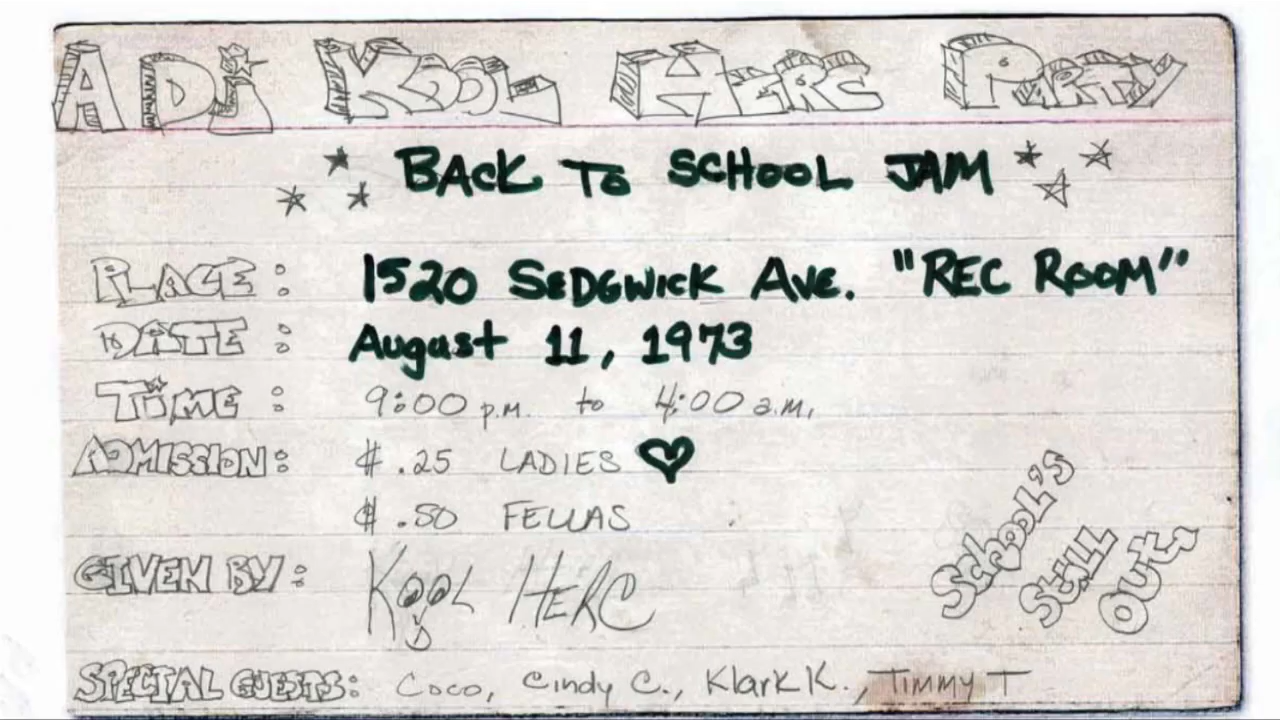 A DJ KOOL HERC PARTY
BACK TO SCHOOL JAM
PLACE: 1520 SEDGWICK AVE. "REC ROOM"
DATE: August 11, 1973
TIME: 9:00 p.m. to 4:00 a.m.
ADMISSION: $.25 LADIES
$.50 FELLAS
GIVEN BY: KOOL HERC
SPECIAL GUESTS: Coco, Cindy C., Klark K., Timmy T
School's
Still
Out.